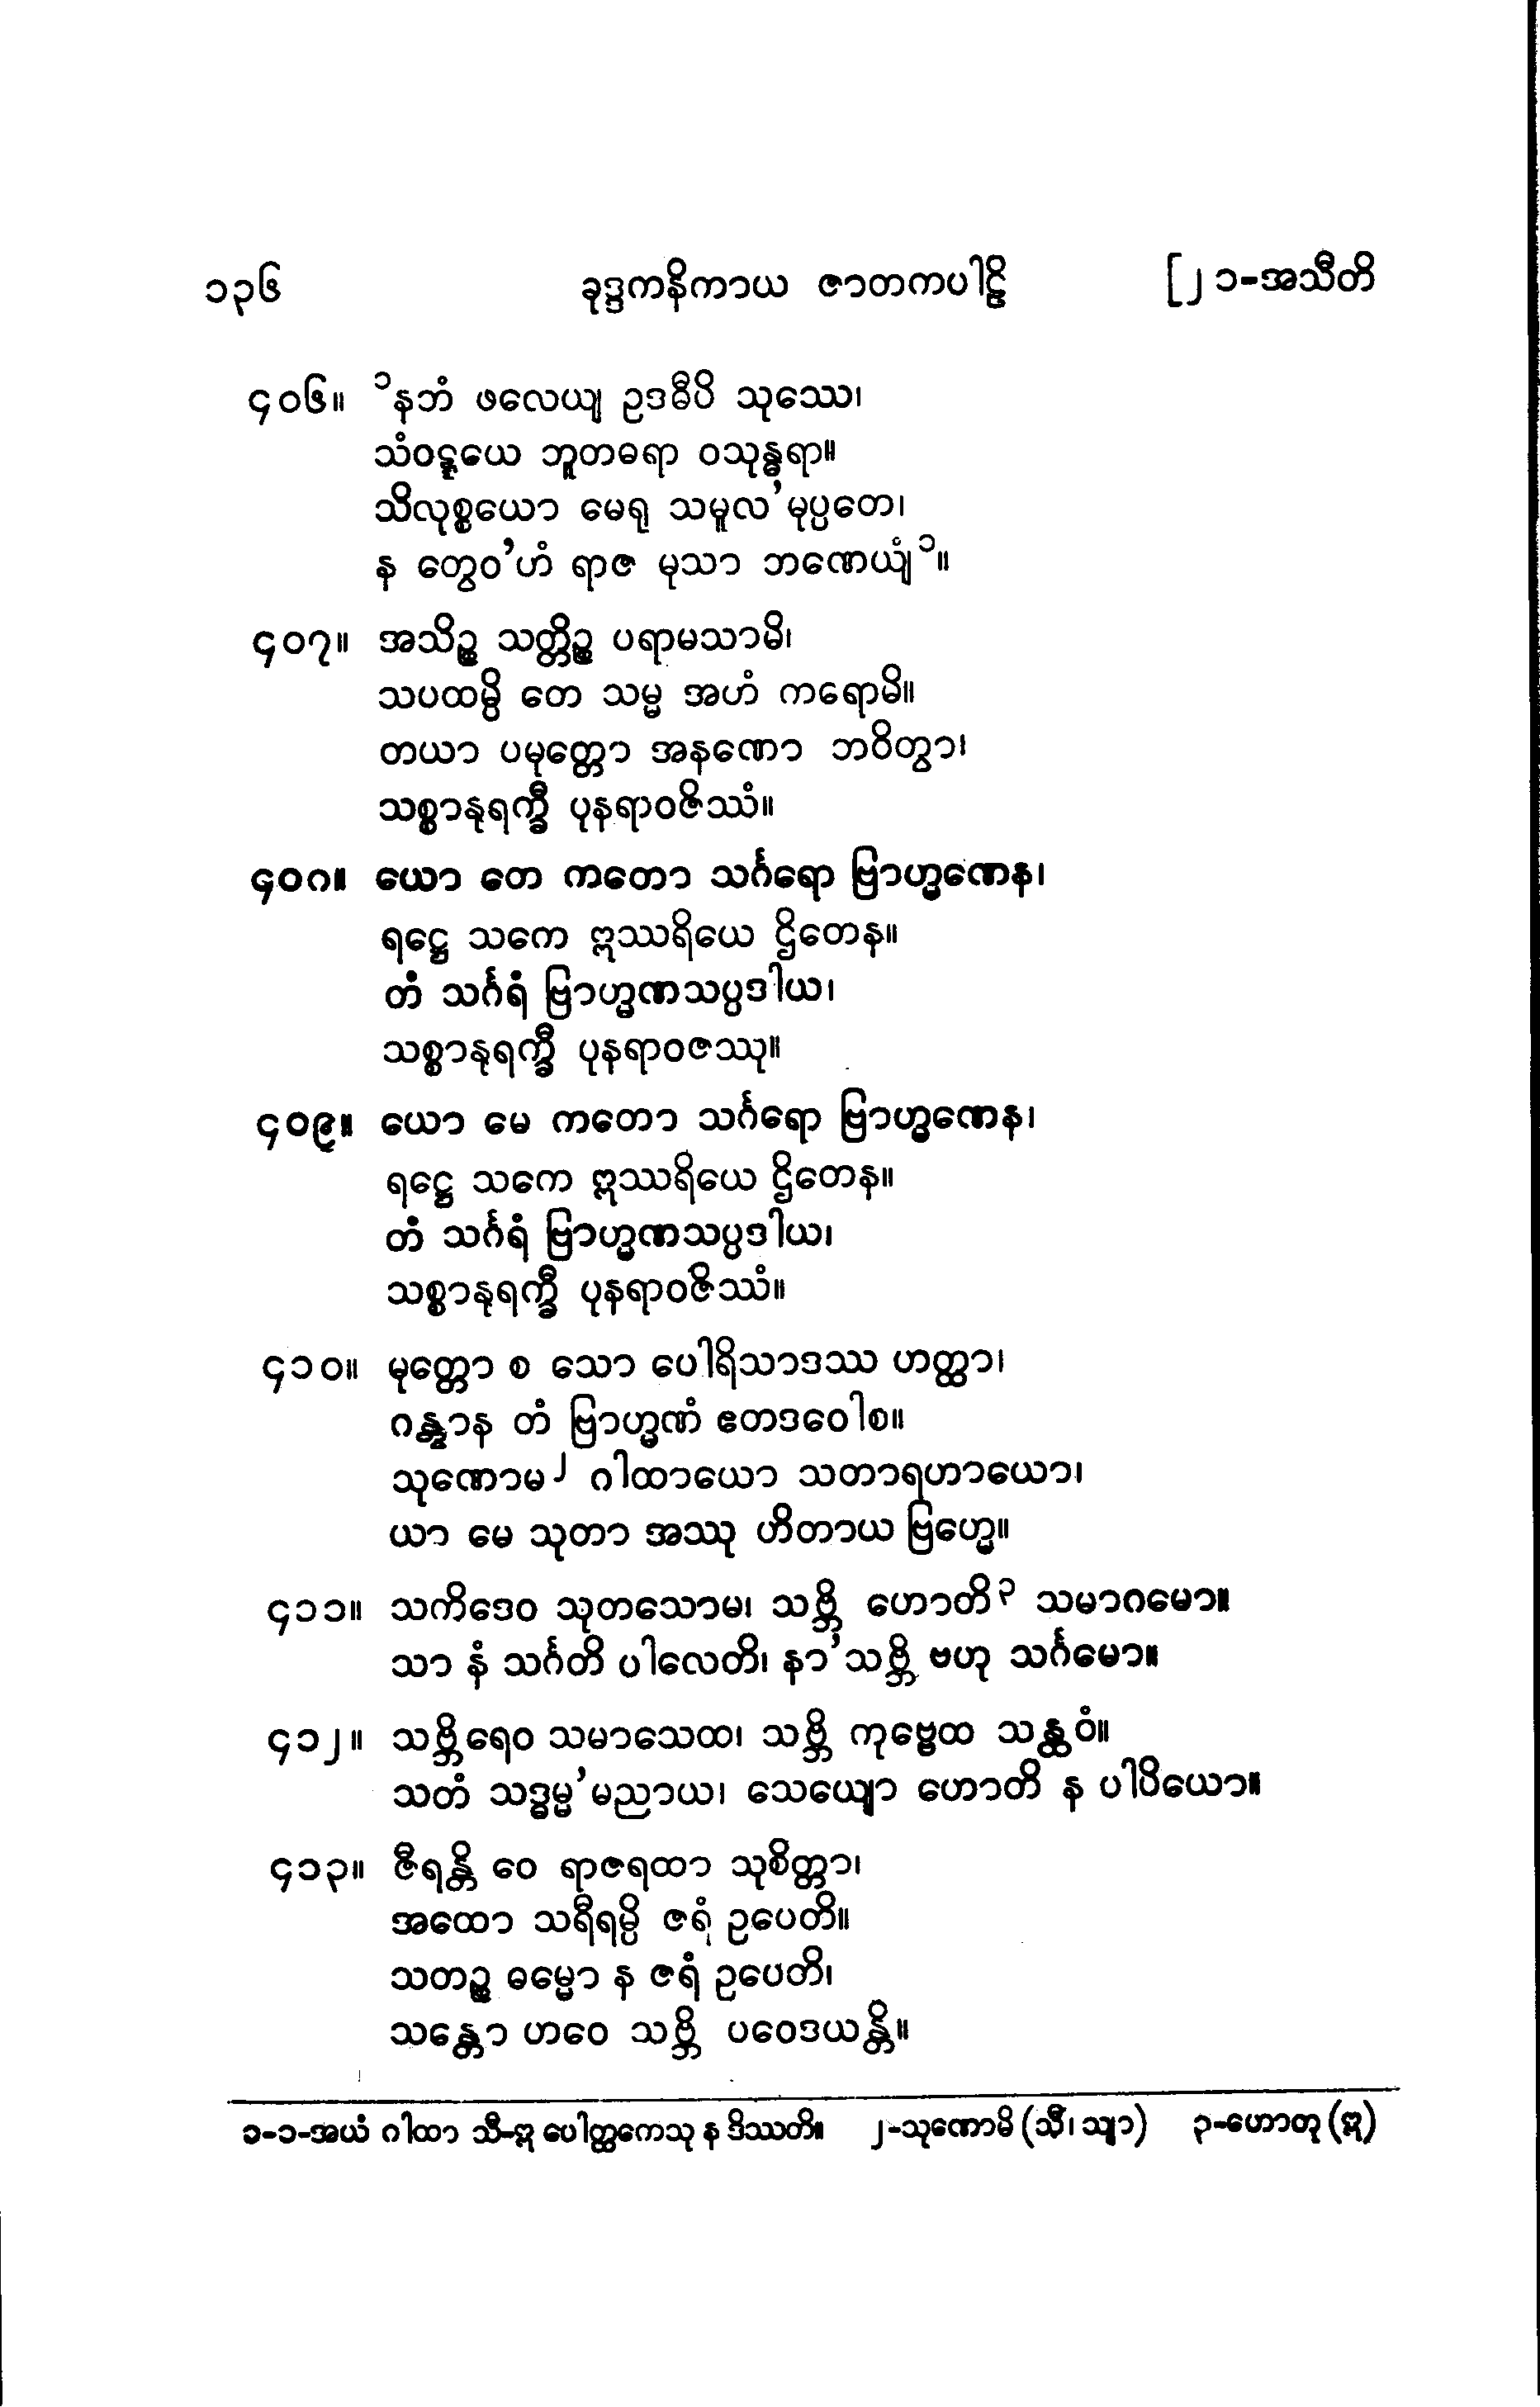 ၁၃၆ ခုဒ္ဒကနိကာယ ဇာတကပါဠိ [၂၁-အသီတိ
၄၀၆။ ၁နဘံ ဖလေယျ ဥဒဓီပိ သုဿေ၊
သံဝဋ္ဋယေ ဘူတဓရာ ဝသုန္ဓရာ။
သိလုစ္စယော မေရု သမူလ'မုပ္ပတေ၊
န တွေဝ'ဟံ ရာဇ မုသာ ဘဏေယျံ၁။
၄၀၇။ အသိဉ္စ သတ္တိဉ္စ ပရာမသာမိ၊
သပထမ္ပိ တေ သမ္မ အဟံ ကရောမိ။
တယာ ပမုတ္တော အနဏော ဘဝိတွာ၊
သစ္စာနုရက္ခီ ပုနရာဝဇိဿံ။
၄၀၈။ ယော တေ ကတော သင်္ဂရော ဗြာဟ္မဏေန၊
ရဋ္ဌေ သကေ ဣဿရိယေ ဌိတေန။
တံ သင်္ဂရံ ဗြာဟ္မဏသပ္ပဒါယ၊
သစ္စာနုရက္ခီ ပုနရာဝဇဿု။
၄၀၉။ ယော မေ ကတော သင်္ဂရော ဗြာဟ္မဏေန၊
ရဋ္ဌေ သကေ ဣဿရိယေ ဌိတေန။
တံ သင်္ဂရံ ဗြာဟ္မဏသပ္ပဒါယ၊
သစ္စာနုရက္ခီ ပုနရာဝဇိဿံ။
၄၁၀။ မုတ္တော စ သော ပေါရိသာဒဿ ဟတ္ထာ၊
ဂန္တွာန တံ ဗြာဟ္မဏံ ဧတဒဝေါစ။
သုဏောမ၂ ဂါထာယော သတာရဟာယော၊
ယာ မေ သုတာ အဿု ဟိတာယ ဗြဟ္မေ။
၄၁၁။ သကိဒေဝ သုတသောမ၊ သဗ္ဘိ ဟောတိ၃ သမာဂမော။
သာ နံ သင်္ဂတိ ပါလေတိ၊ နာ'သဗ္ဘိ ဗဟု သင်္ဂမော။
၄၁၂။ သဗ္ဘိရေဝ သမာသေထ၊ သဗ္ဘိ ကုဗ္ဗေထ သန္ထဝံ။
သတံ သဒ္ဓမ္မ'မညာယ၊ သေယျော ဟောတိ န ပါပိယော။
၄၁၃။ ဇီရန္တိ ဝေ ရာဇရထာ သုစိတ္တာ၊
အထော သရီရမ္ပိ ဇရံ ဥပေတိ။
သတဉ္စ ဓမ္မော န ဇရံ ဥပေတိ၊
သန္တော ဟဝေ သဗ္ဘိ ပဝေဒယန္တိ။
၁-၁-အယံ ဂါထာ သီ-ဣ ပေါတ္ထကေသု န ဒိဿတိ။ ၂-သုဏောမိ (သီ၊ သျာ) ၃-ဟောတု (ဣ)